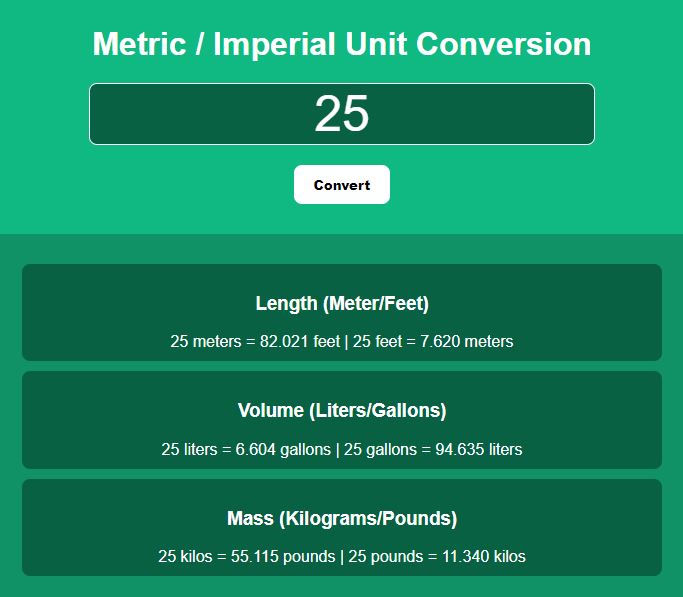 Metric / Imperial Unit Conversion
25
Convert
Length (Meter/Feet)
25 meters = 82.021 feet | 25 feet = 7.620 meters
Volume (Liters/Gallons)
25 liters = 6.604 gallons | 25 gallons = 94.635 liters
Mass (Kilograms/Pounds)
25 kilos = 55.115 pounds | 25 pounds = 11.340 kilos